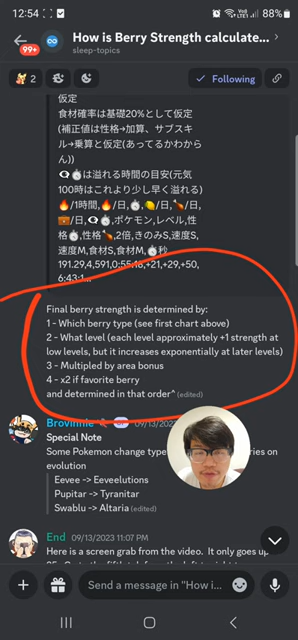 12:54
88%
99+
How is Berry Strength calculate...
sleep-topics
2
Following
仮定
食材確率は基礎20%として仮定
(補正値は性格→加算、サブスキ
ル→乗算と仮定(あってるかわから
ん))
👁️‍🗨️⏱️は溢れる時間の目安(元気
100時はこれより少し早く溢れる)
🔥/1時間,🔥/日,⏱️,🍋/日,🍗/日,
/日,👁️‍🗨️⏱️,ポケモン,レベル,性
格⏱️,性格🍗,2倍,きのみS,速度S,
速度M,食材S,食材M,⏱️秒
191.29,4,591,0:55:18,+21,+29,+50,
6:43:1...
Final berry strength is determined by:
1 - Which berry type (see first chart above)
2 - What level (each level approximately +1 strength at
low levels, but it increases exponentially at later levels)
3 - Multipled by area bonus
4 - x2 if favorite berry
and determined in that order^ (edited)
Brovinnie
09/13/2023
Special Note
Some Pokemon change type
ries on
evolution
Eevee -> Eeveelutions
Pupitar -> Tyranitar
Swablu -> Altaria (edited)
End 09/13/2023 11:07 PM
Here is a screen grab from the video. It only goes up
Send a message in "How i...